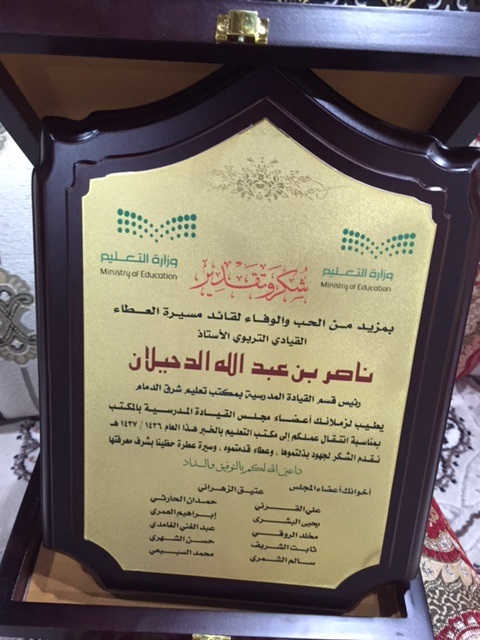 وزارة التعليم
Ministry of Education
وزارة التعليم
Ministry of Education
شكر وتقدير
بمزيد من الحب والوفاء لقائد مسيرة العطاء
القيادي التربوي الأستاذ
ناصر بن عبد الله الدحيلان
رئيس قسم القيادة المدرسية بمكتب تعليم شرق الدمام
يطيب لزملائك أعضاء مجلس القيادة المدرسية بالمكتب
بمناسبة انتقال عملكم إلى مكتب التعليم بالخبر هذا العام ١٤٣٦ / ١٤٣٧ هـ
نقدم الشكر لجهود بذلتموها ، وعطاء قدمتموه ، وسيرة عطرة حظينا بشرف معرفتها
داعين الله لكم بالتوفيق والسداد
أخوانك أعضاء المجلس
عتيق الزهراني
علي القرني
حمدان الحارثي
يحيى البشري
إبراهيم العمري
مخلد الروقي
عبد الغني الغامدي
ثابت الشريف
حسن الشهري
سالم الشمري
محمد السبيعي